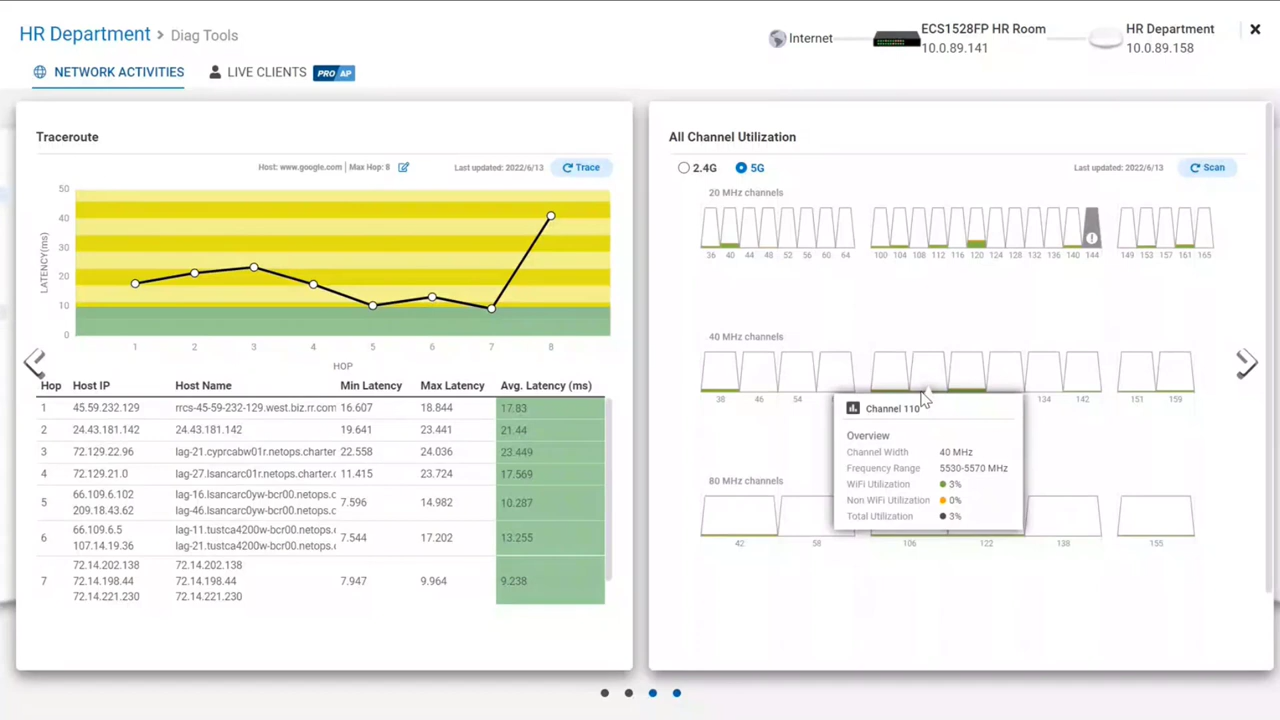 HR Department > Diag Tools
Internet
ECS1528FP HR Room
10.0.89.141
HR Department
10.0.89.158
NETWORK ACTIVITIES
LIVE CLIENTS PRO AP
Traceroute
Host: www.google.com | Max Hop: 8
Last updated: 2022/6/13
Trace
LATENCY(ms)
50
40
30
20
10
0
1 2 3 4 5 6 7 8
HOP
Hop Host IP Host Name Min Latency Max Latency Avg. Latency (ms)
1 45.59.232.129 rrcs-45-59-232-129.west.biz.rr.com 16.607 18.844 17.83
2 24.43.181.142 24.43.181.142 19.641 23.441 21.44
3 72.129.22.96 lag-21.cyprcabw01r.netops.charter 22.558 24.036 23.449
4 72.129.21.0 lag-27.lsancarc01r.netops.charter.c 11.415 23.724 17.569
5 66.109.6.102 lag-16.lsancarc0yw-bcr00.netops.c 7.596 14.982 10.287
209.18.43.62 lag-46.lsancarc0yw-bcr00.netops.c
6 66.109.6.5 lag-11.tustca4200w-bcr00.netops.c 7.544 17.202 13.255
107.14.19.36 lag-21.tustca4200w-bcr00.netops.c
7 72.14.202.138 72.14.202.138 7.947 9.964 9.238
72.14.198.44 72.14.198.44
72.14.221.230 72.14.221.230
All Channel Utilization
2.4G 5G
Last updated: 2022/6/13
Scan
20 MHz channels
36 40 44 48 52 56 60 64 100 104 108 112 116 120 124 128 132 136 140 144 149 153 157 161 165
40 MHz channels
38 46 54 134 142 151 159
Channel 110
Overview
Channel Width 40 MHz
Frequency Range 5530-5570 MHz
WiFi Utilization 3%
Non WiFi Utilization 0%
Total Utilization 3%
80 MHz channels
42 58 106 122 138 155